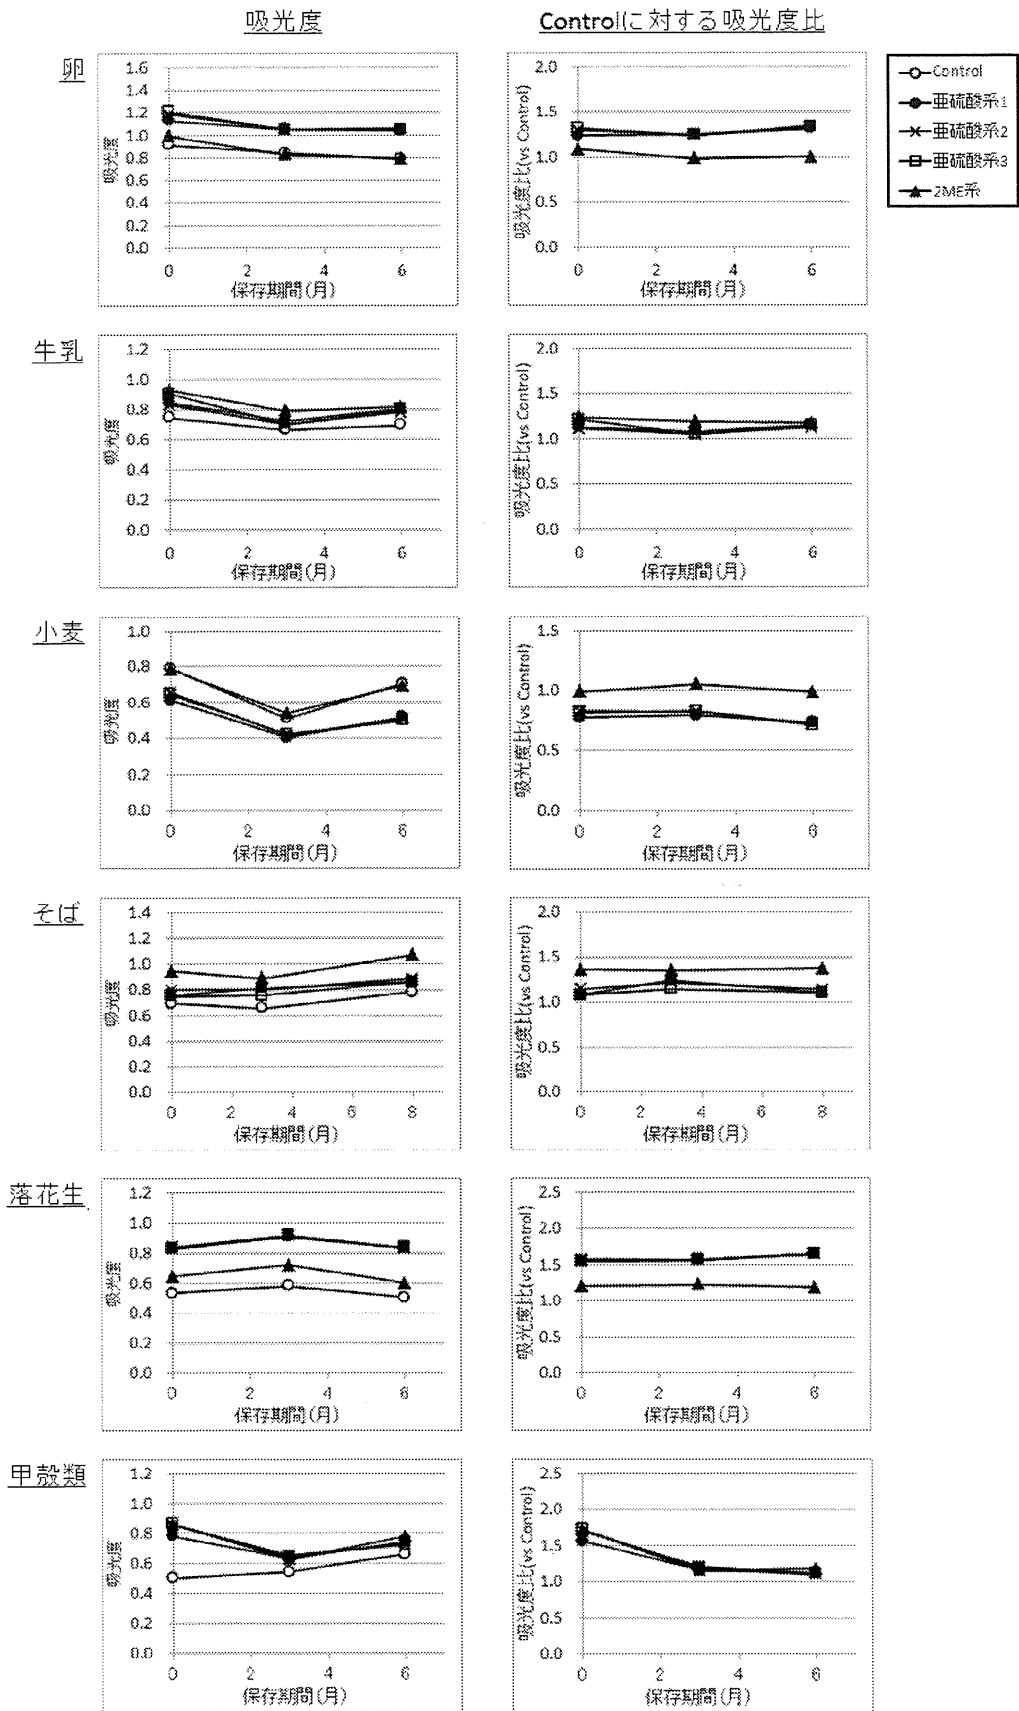 吸光度
Controlに対する吸光度比
Control
亜硫酸系1
亜硫酸系2
亜硫酸系3
2ME系
卵
吸光度
1.6
1.4
1.2
1.0
0.8
0.6
0.4
0.2
0.0
0 2 4 6
保存期間(月)
吸光度比(vs Control)
2.0
1.5
1.0
0.5
0.0
0 2 4 6
保存期間(月)
牛乳
吸光度
1.2
1.0
0.8
0.6
0.4
0.2
0.0
0 2 4 6
保存期間(月)
吸光度比(vs Control)
2.0
1.5
1.0
0.5
0.0
0 2 4 6
保存期間(月)
小麦
吸光度
1.0
0.8
0.6
0.4
0.2
0.0
0 2 4 6
保存期間(月)
吸光度比(vs Control)
1.5
1.0
0.5
0.0
0 2 4 6
保存期間(月)
そば
吸光度
1.4
1.2
1.0
0.8
0.6
0.4
0.2
0.0
0 2 4 6 8
保存期間(月)
吸光度比(vs Control)
2.0
1.5
1.0
0.5
0.0
0 2 4 6 8
保存期間(月)
落花生
吸光度
1.2
1.0
0.8
0.6
0.4
0.2
0.0
0 2 4 6
保存期間(月)
吸光度比(vs Control)
2.5
2.0
1.5
1.0
0.5
0.0
0 2 4 6
保存期間(月)
甲殻類
吸光度
1.2
1.0
0.8
0.6
0.4
0.2
0.0
0 2 4 6
保存期間(月)
吸光度比(vs Control)
2.5
2.0
1.5
1.0
0.5
0.0
0 2 4 6
保存期間(月)